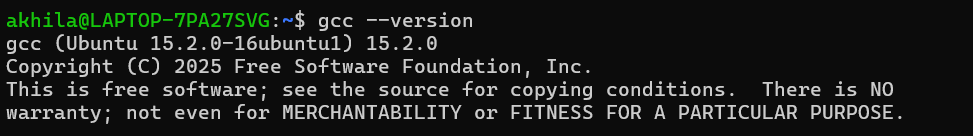 akhila@LAPTOP-7PA27SVG:~$ gcc --version
gcc (Ubuntu 15.2.0-16ubuntu1) 15.2.0
Copyright (C) 2025 Free Software Foundation, Inc.
This is free software; see the source for copying conditions.  There is NO
warranty; not even for MERCHANTABILITY or FITNESS FOR A PARTICULAR PURPOSE.